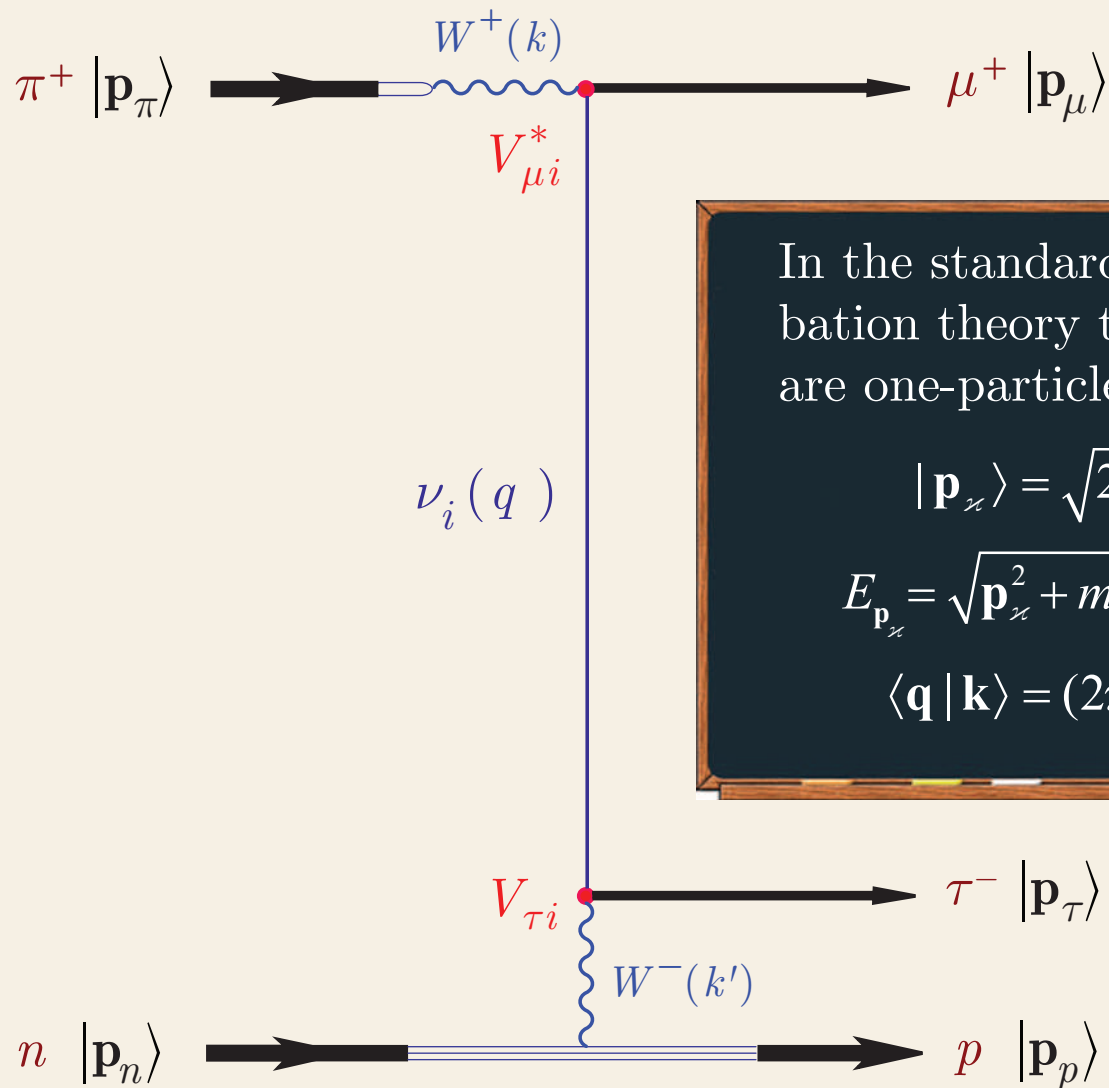 W⁺(k)
π⁺ |p_π⟩
μ⁺ |p_μ⟩
V*_μi
In the standard
bation theory t
are one-particle
| p_ϰ ⟩ = √2
ν_i ( q )
E_p_ϰ = √p_ϰ² + m
⟨q | k⟩ = (2
V_τi
τ⁻ |p_τ⟩
W⁻(k′)
n |p_n⟩
p |p_p⟩